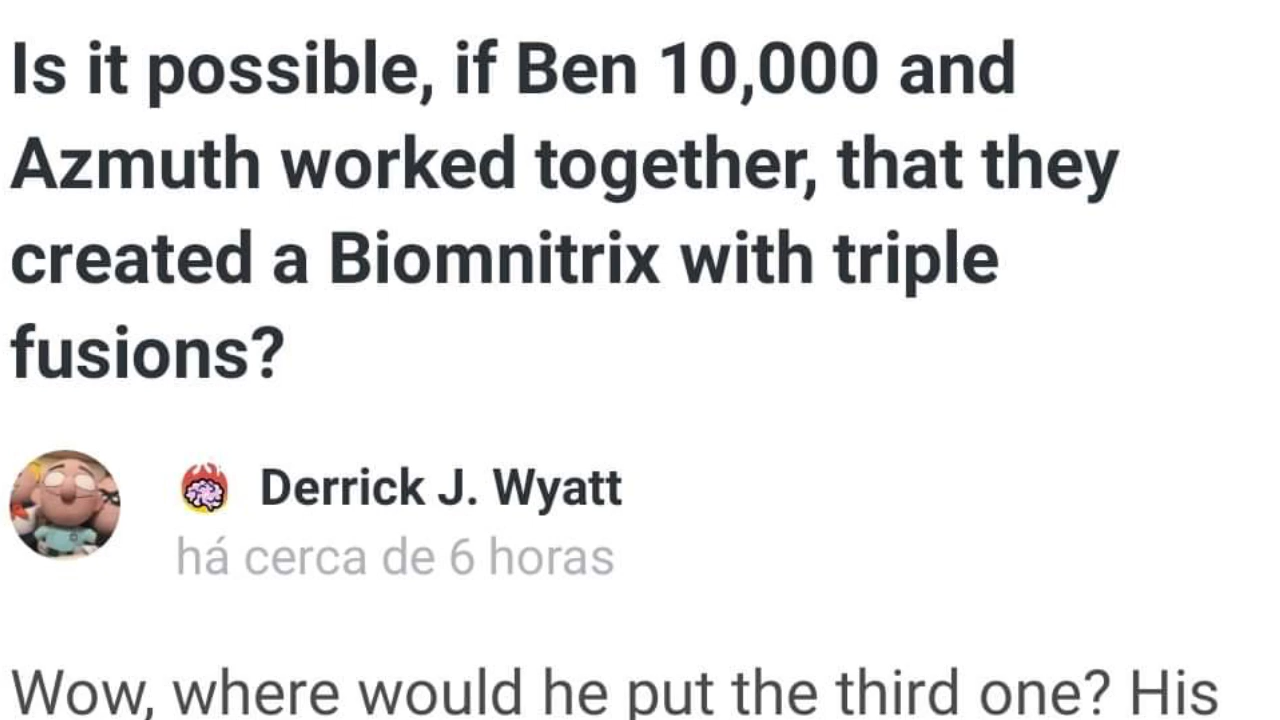 Is it possible, if Ben 10,000 and
Azmuth worked together, that they
created a Biomnitrix with triple
fusions?
Derrick J. Wyatt
há cerca de 6 horas
Wow, where would he put the third one? His